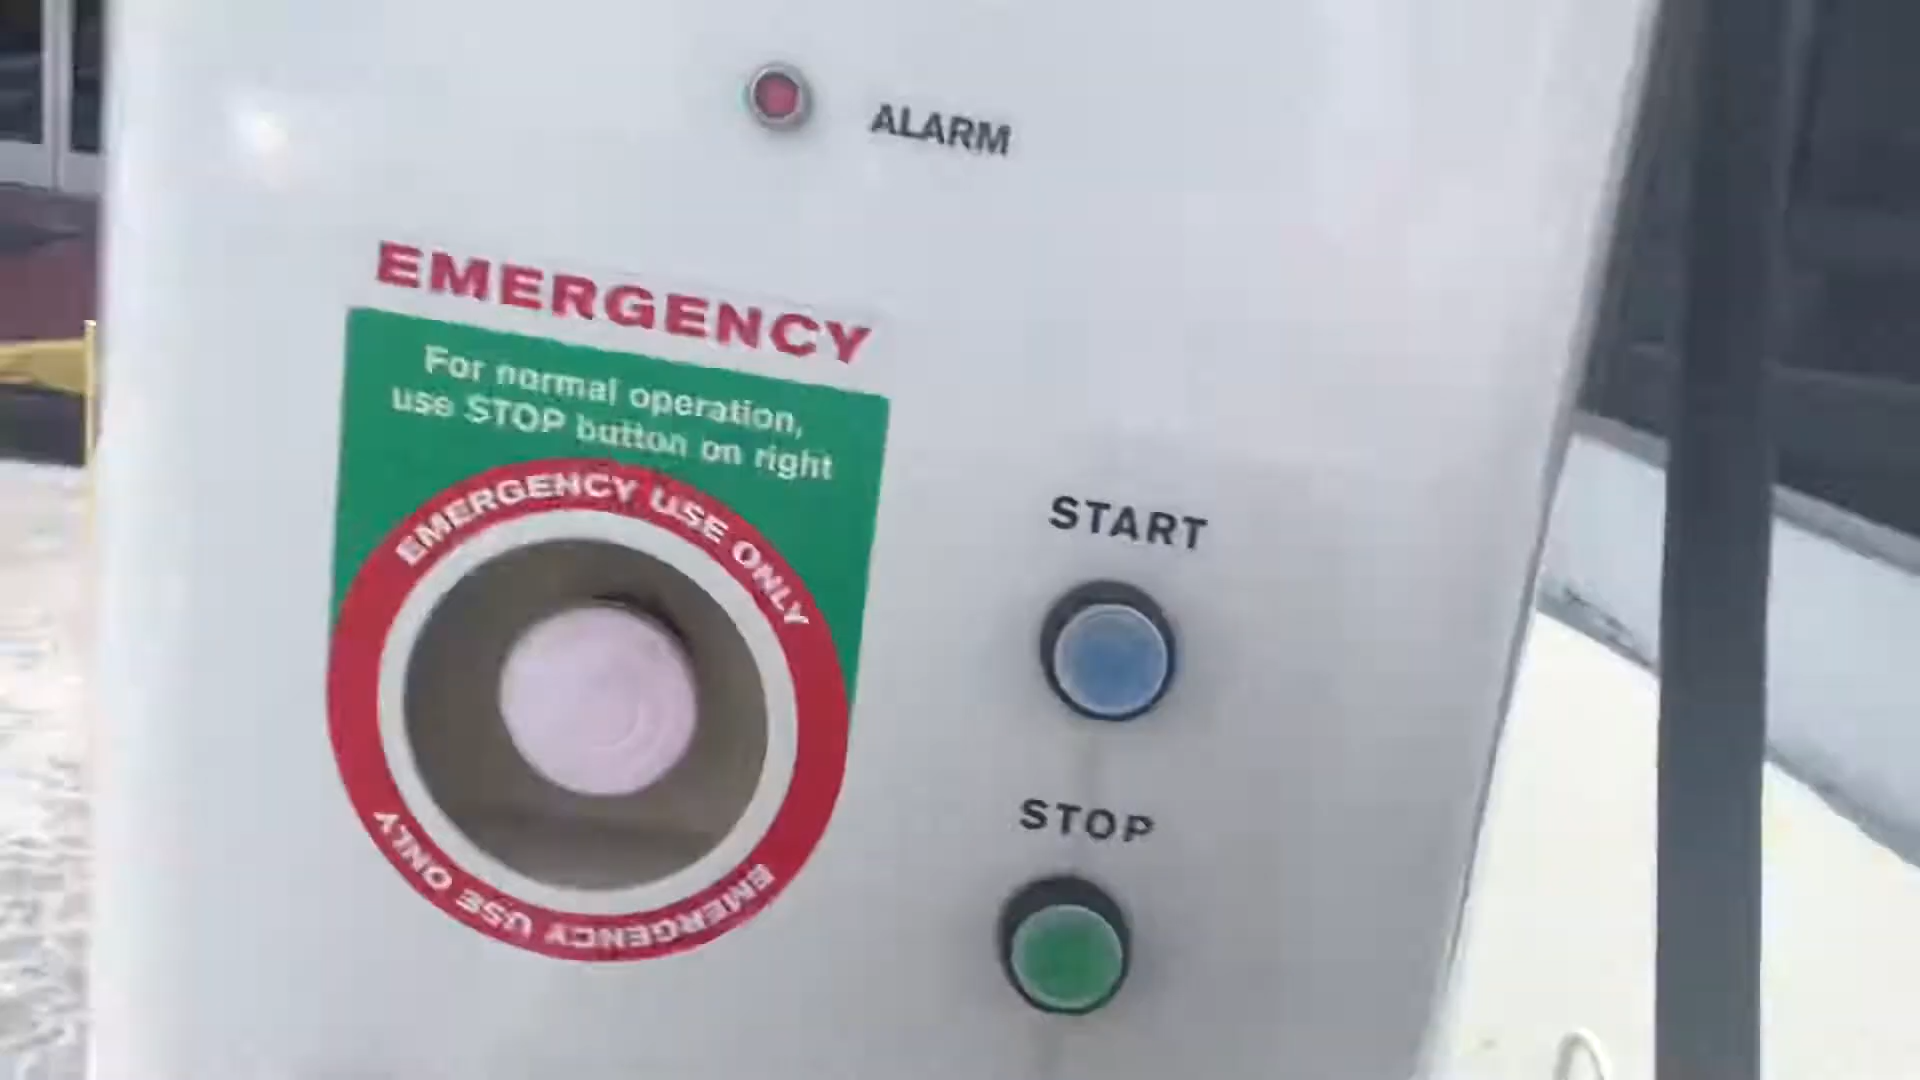 ALARM
EMERGENCY
For normal operation,
use STOP button on right
EMERGENCY USE ONLY
EMERGENCY USE ONLY
START
STOP